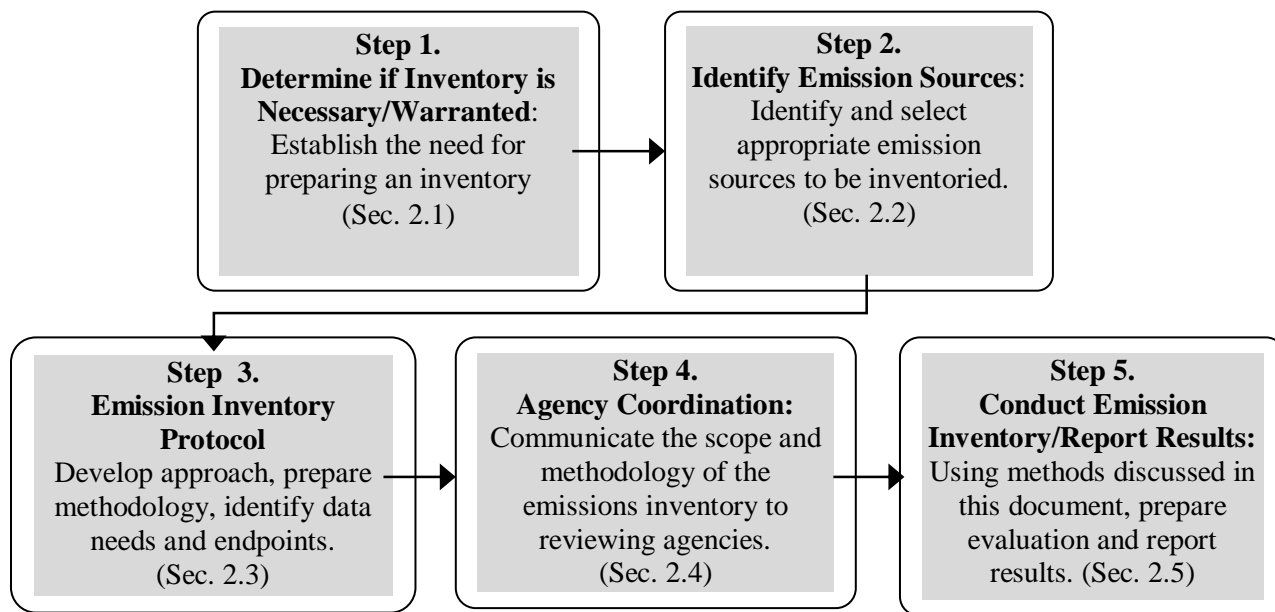 Step 1.
Determine if Inventory is
Necessary/Warranted:
Establish the need for
preparing an inventory
(Sec. 2.1)
Step 2.
Identify Emission Sources:
Identify and select
appropriate emission
sources to be inventoried.
(Sec. 2.2)
Step 3.
Emission Inventory
Protocol
Develop approach, prepare
methodology, identify data
needs and endpoints.
(Sec. 2.3)
Step 4.
Agency Coordination:
Communicate the scope and
methodology of the
emissions inventory to
reviewing agencies.
(Sec. 2.4)
Step 5.
Conduct Emission
Inventory/Report Results:
Using methods discussed in
this document, prepare
evaluation and report
results. (Sec. 2.5)